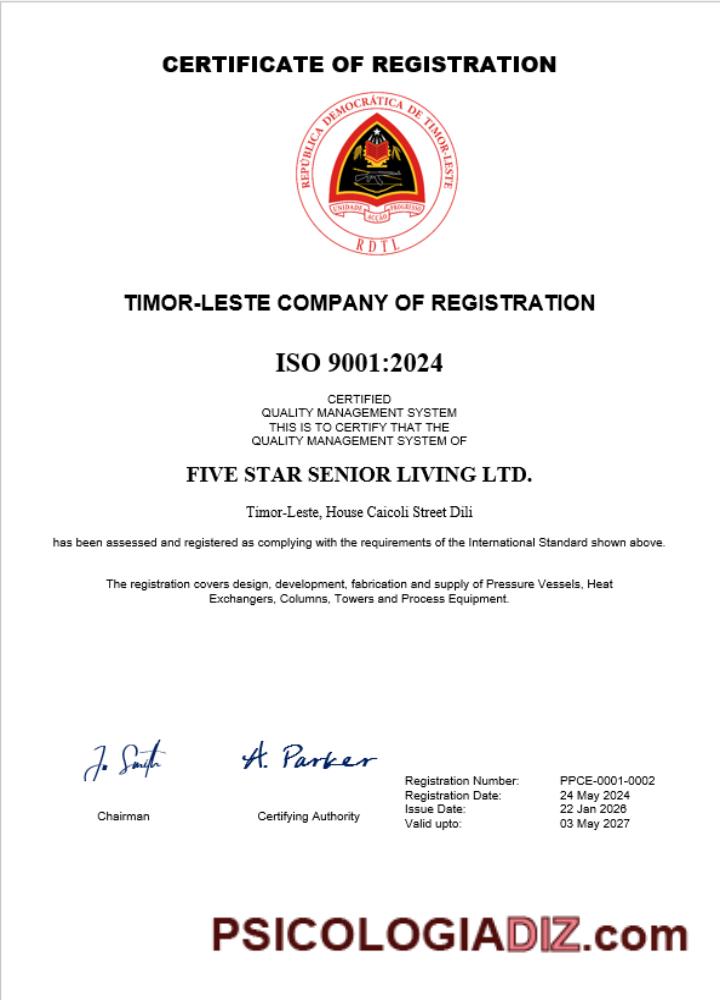 CERTIFICATE OF REGISTRATION
REPÚBLICA DEMOCRÁTICA DE TIMOR-LESTE
UNIDADE ACCÃO PROGRESSO
RDTL
TIMOR-LESTE COMPANY OF REGISTRATION
ISO 9001:2024
CERTIFIED
QUALITY MANAGEMENT SYSTEM
THIS IS TO CERTIFY THAT THE
QUALITY MANAGEMENT SYSTEM OF
FIVE STAR SENIOR LIVING LTD.
Timor-Leste, House Caicoli Street Dili
has been assessed and registered as complying with the requirements of the International Standard shown above.
The registration covers design, development, fabrication and supply of Pressure Vessels, Heat
Exchangers, Columns, Towers and Process Equipment.
J. Smith
A. Parker
Chairman
Certifying Authority
Registration Number: PPCE-0001-0002
Registration Date: 24 May 2024
Issue Date: 22 Jan 2026
Valid upto: 03 May 2027
PSICOLOGIADIZ.com